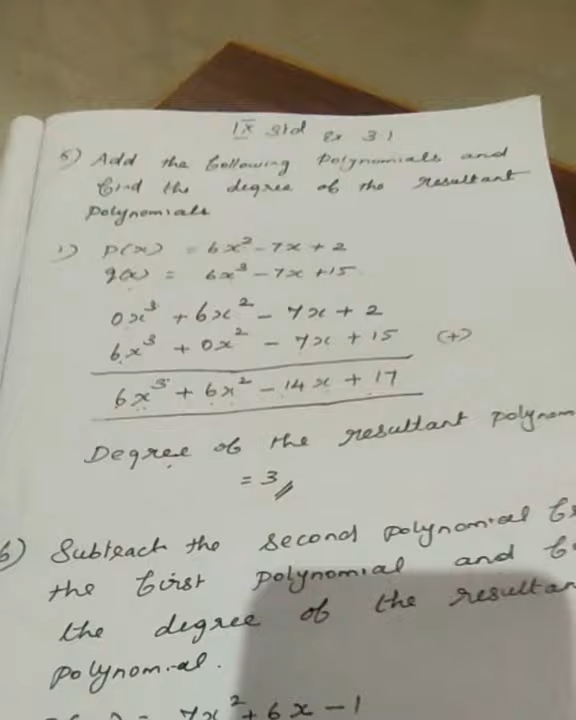 IX Std Ex 3.1
5) Add the following Polynomials and
find the degree of the resultant
Polynomials
1) P(x) = 6x² - 7x + 2
q(x) = 6x³ - 7x + 15
0x³ + 6x² - 7x + 2
6x³ + 0x² - 7x + 15 (+)
6x³ + 6x² - 14x + 17
Degree of the resultant polynom
= 3//
6) Subtract the second polynomial
the first polynomial and
the degree of the resultan
polynomial.
= 7x² + 6x - 1